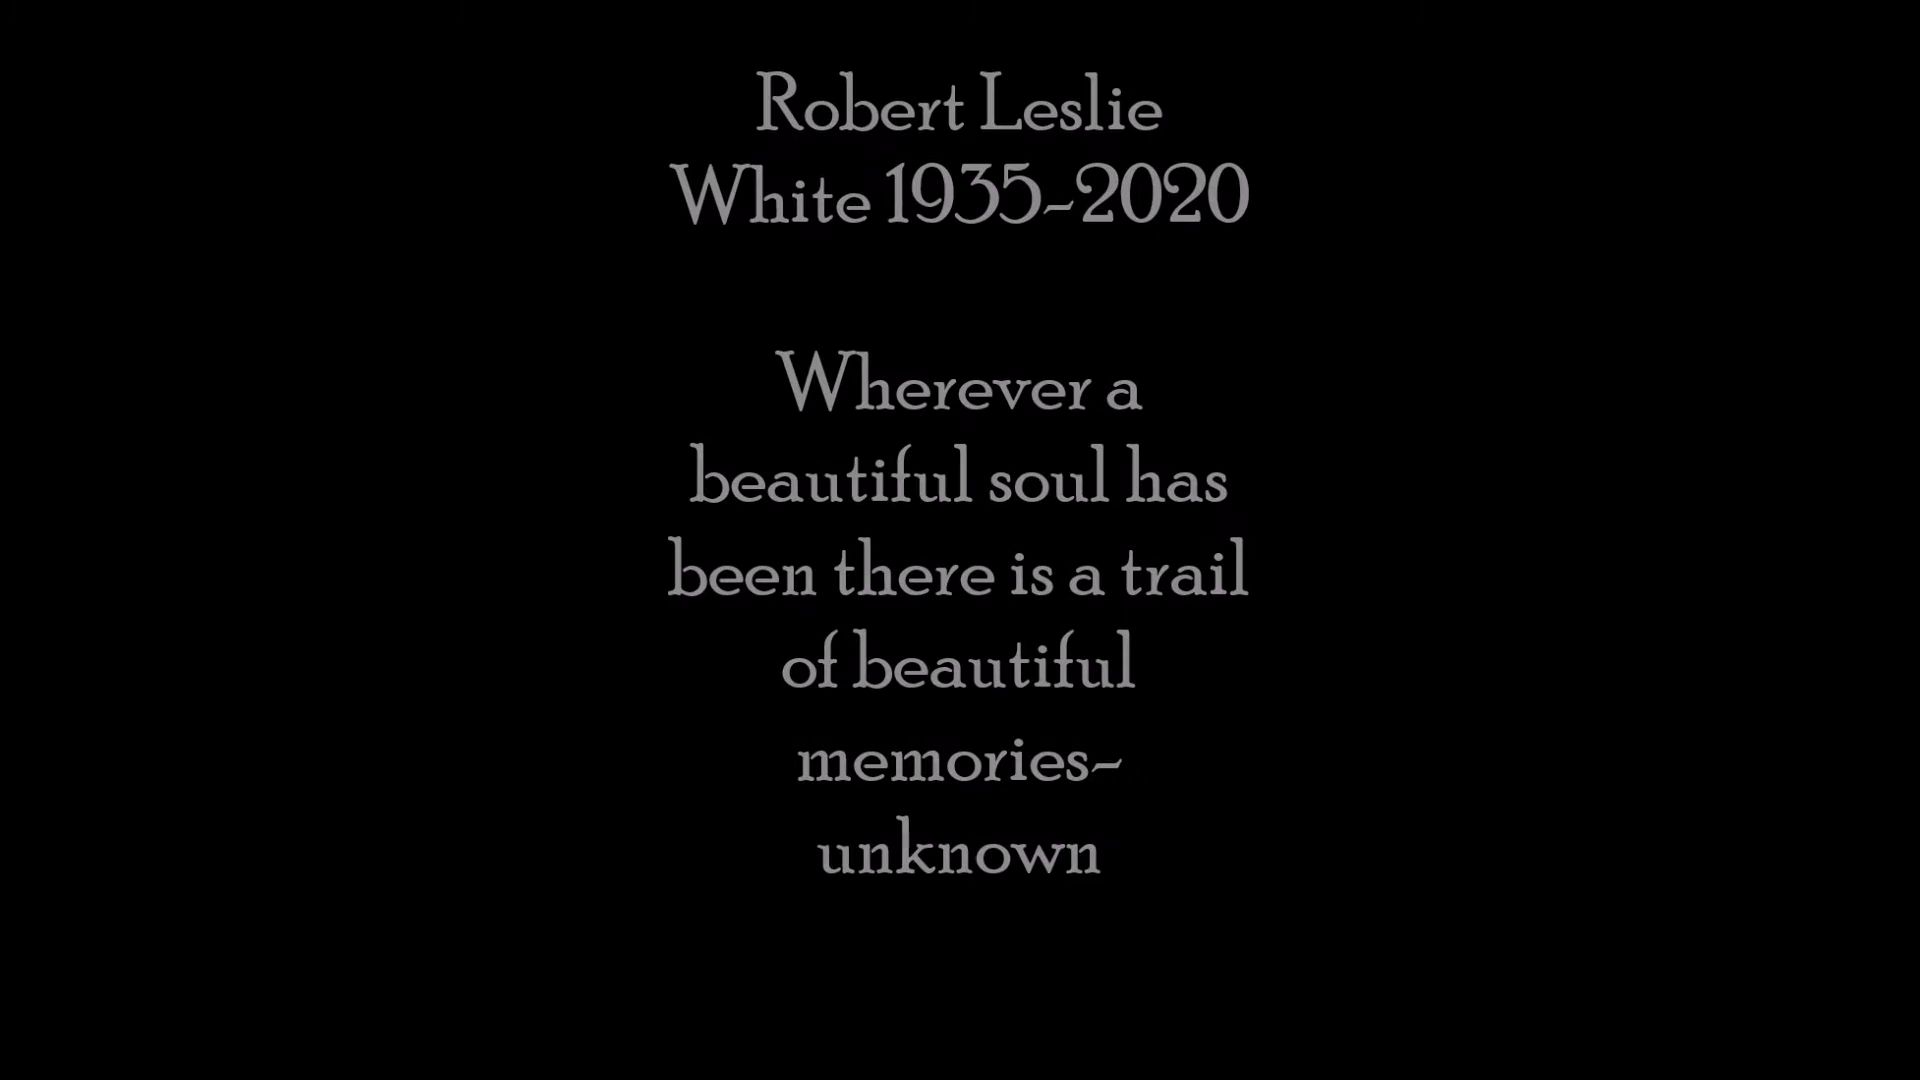 Robert Leslie
White 1935-2020
Wherever a
beautiful soul has
been there is a trail
of beautiful
memories-
unknown